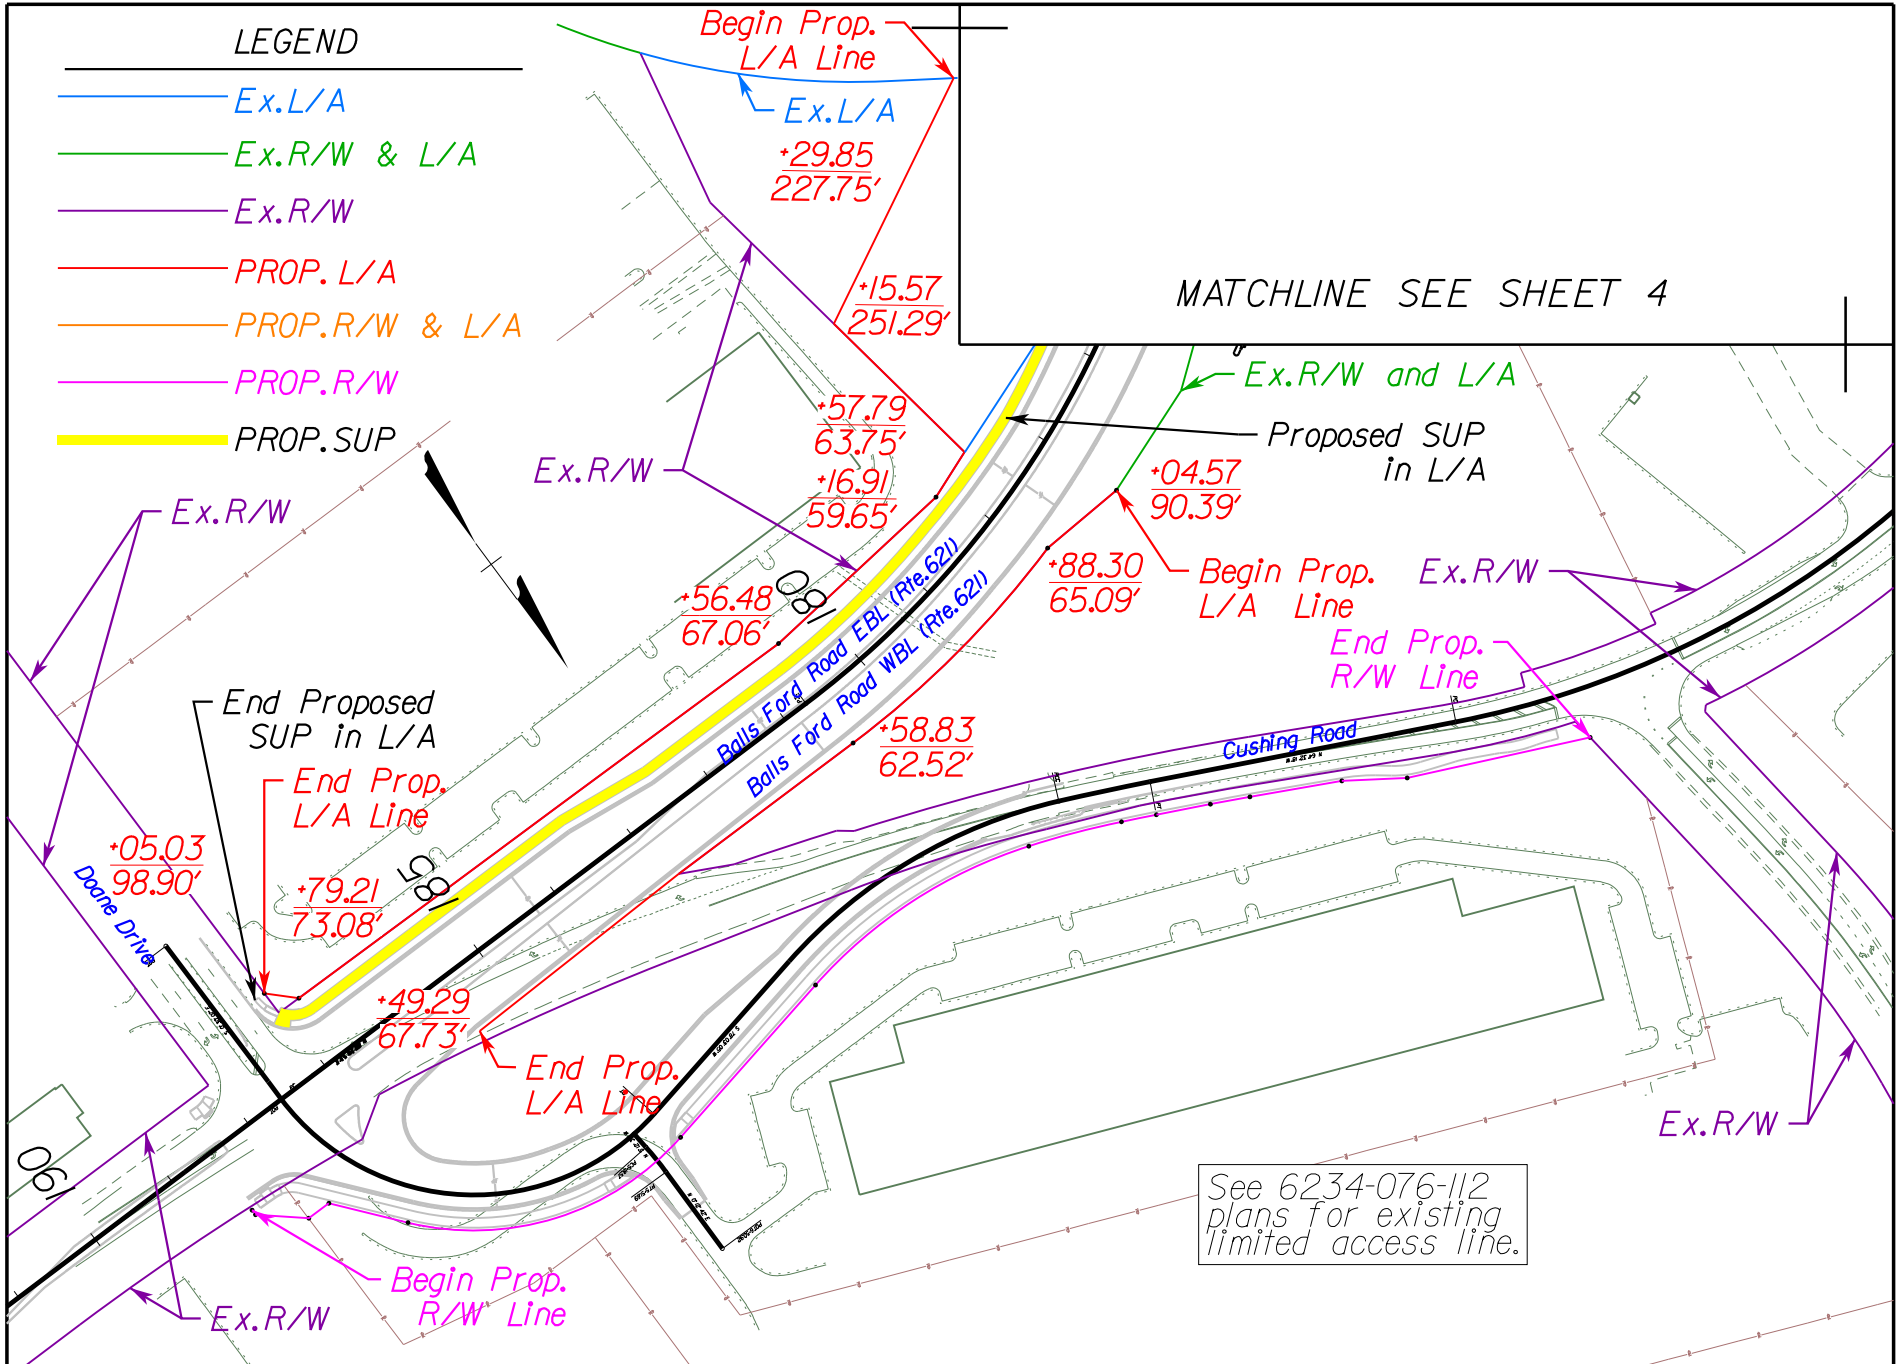 LEGEND
Ex. L/A
Ex. R/W & L/A
Ex. R/W
PROP. L/A
PROP. R/W & L/A
PROP. R/W
PROP. SUP
Begin Prop.
L/A Line
Ex. L/A
+29.85
227.75'
+15.57
251.29'
MATCHLINE SEE SHEET 4
Ex. R/W and L/A
Proposed SUP
in L/A
+57.79
63.75'
+16.91
59.65'
Ex. R/W
+04.57
90.39'
Ex. R/W
+88.30
65.09'
Begin Prop.
L/A Line
Ex. R/W
+56.48
67.06'
180
Balls Ford Road EBL (Rte. 621)
Balls Ford Road WBL (Rte. 621)
End Prop.
R/W Line
End Proposed
SUP in L/A
+58.83
62.52'
Cushing Road
End Prop.
L/A Line
+05.03
98.90'
Doane Drive
+79.21
73.08'
185
+49.29
67.73'
End Prop.
L/A Line
Ex. R/W
190
See 6234-076-112
plans for existing
limited access line.
Begin Prop.
R/W Line
Ex. R/W